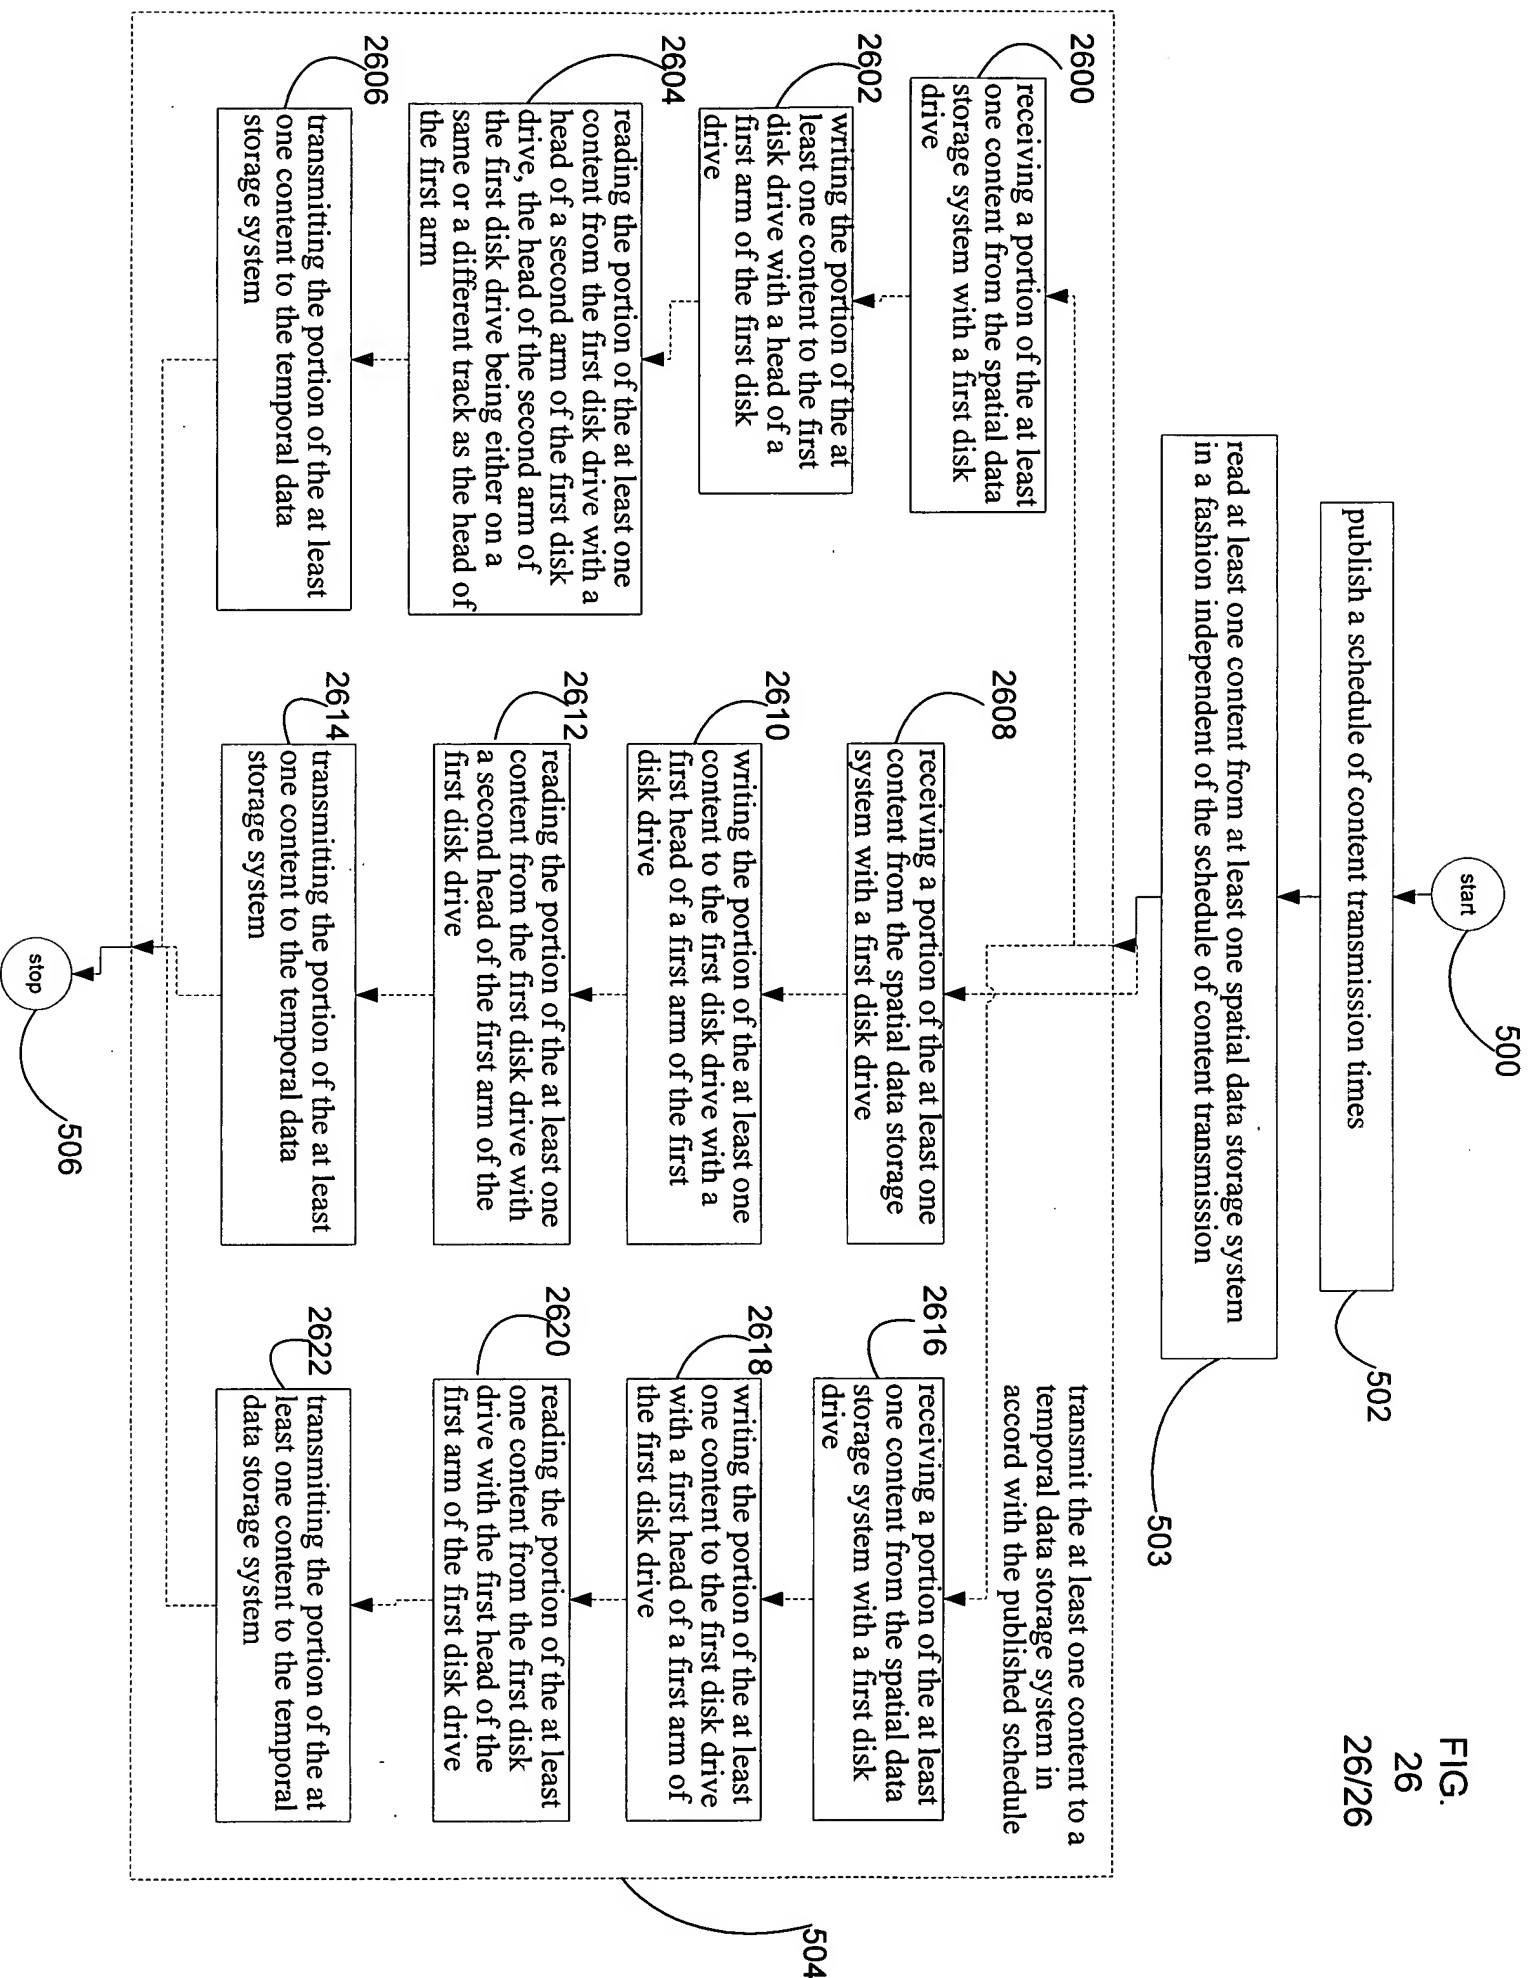 FIG.
26
26/26
start
500
publish a schedule of content transmission times
502
read at least one content from at least one spatial data storage system
in a fashion independent of the schedule of content transmission
503
transmit the at least one content to a
temporal data storage system in
accord with the published schedule
504
2600
receiving a portion of the at least
one content from the spatial data
storage system with a first disk
drive
2602
writing the portion of the at
least one content to the first
disk drive with a head of a
first arm of the first disk
drive
2604
reading the portion of the at least one
content from the first disk drive with a
head of a second arm of the first disk
drive, the head of the second arm of
the first disk drive being either on a
same or a different track as the head of
the first arm
2606
transmitting the portion of the at least
one content to the temporal data
storage system
2608
receiving a portion of the at least one
content from the spatial data storage
system with a first disk drive
2610
writing the portion of the at least one
content to the first disk drive with a
first head of a first arm of the first
disk drive
2612
reading the portion of the at least one
content from the first disk drive with
a second head of the first arm of the
first disk drive
2614
transmitting the portion of the at least
one content to the temporal data
storage system
2616
receiving a portion of the at least
one content from the spatial data
storage system with a first disk
drive
2618
writing the portion of the at least
one content to the first disk drive
with a first head of a first arm of
the first disk drive
2620
reading the portion of the at least
one content from the first disk
drive with the first head of the
first arm of the first disk drive
2622
transmitting the portion of the at
least one content to the temporal
data storage system
stop
506